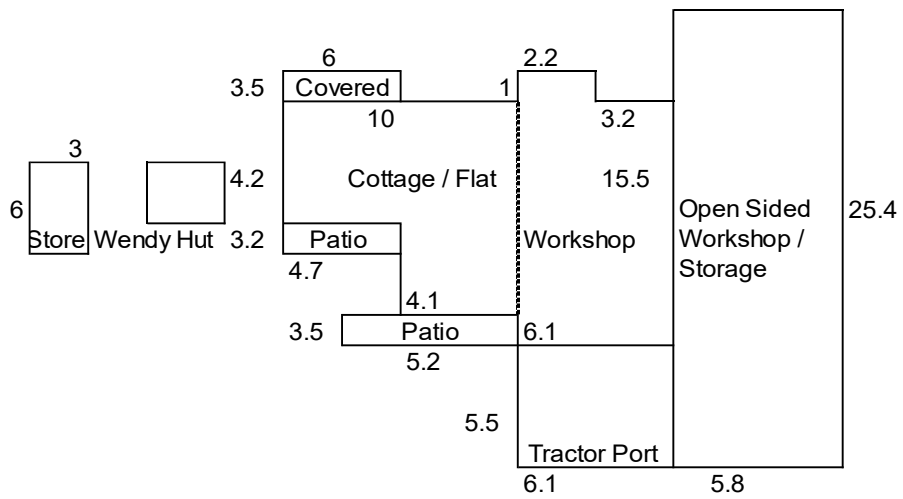 6
2.2
3.5
Covered
1
10
3.2
3
4.2
Cottage / Flat
15.5
6
Open Sided
25.4
Store
Wendy Hut
3.2
Patio
Workshop
Workshop /
Storage
4.7
4.1
3.5
Patio
6.1
5.2
5.5
Tractor Port
6.1
5.8